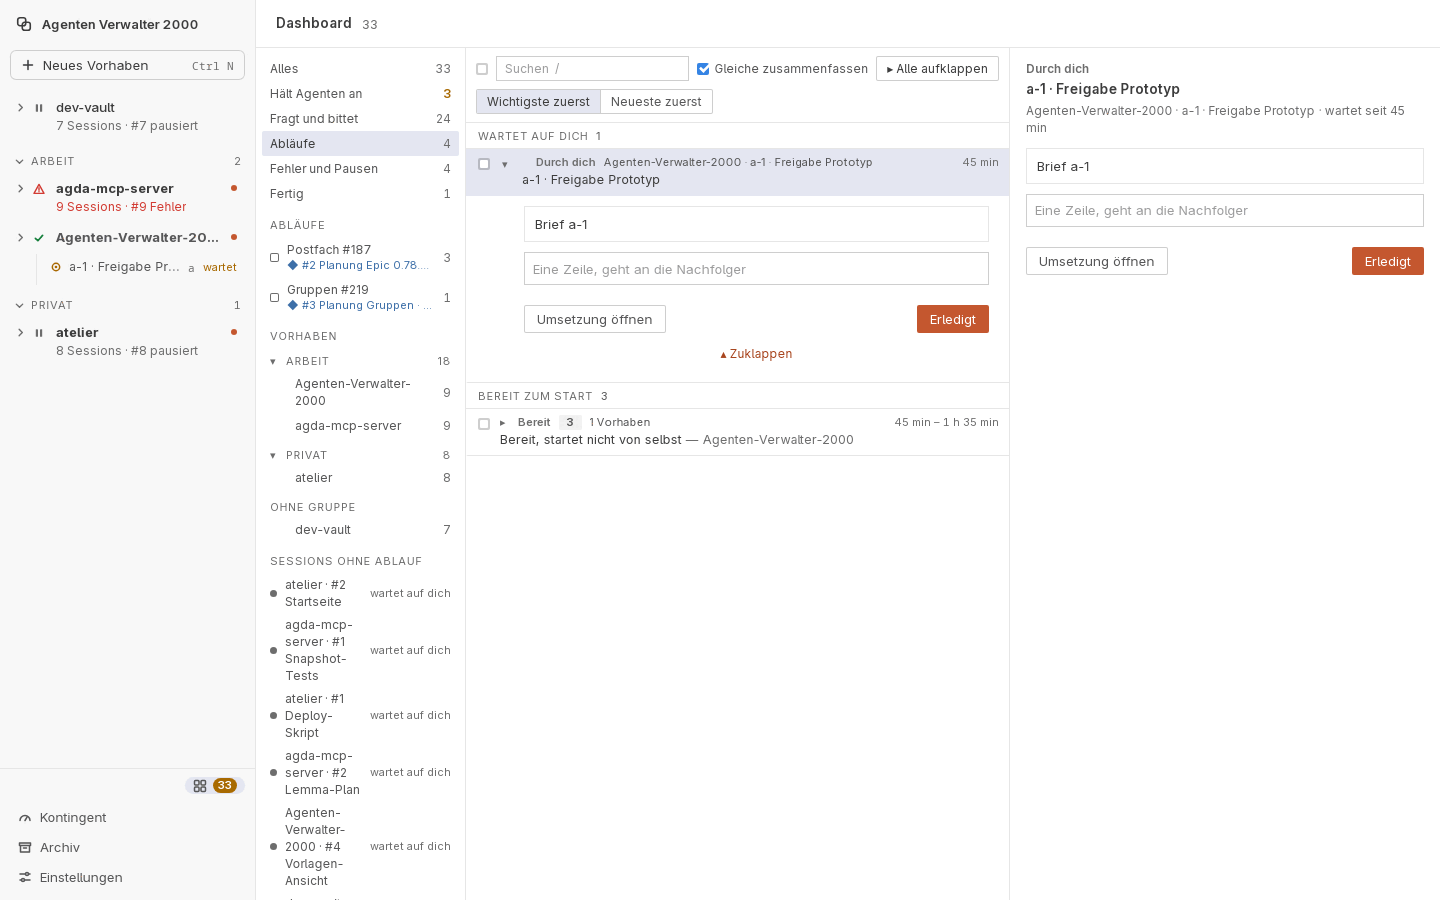 Agenten Verwalter 2000
Neues Vorhaben Ctrl N
dev-vault
7 Sessions · #7 pausiert
ARBEIT 2
agda-mcp-server
9 Sessions · #9 Fehler
Agenten-Verwalter-20…
a-1 · Freigabe Pr… a wartet
PRIVAT 1
atelier
8 Sessions · #8 pausiert
33
Kontingent
Archiv
Einstellungen
Dashboard 33
Alles 33
Hält Agenten an 3
Fragt und bittet 24
Abläufe 4
Fehler und Pausen 4
Fertig 1
ABLÄUFE
Postfach #187
#2 Planung Epic 0.78.… 3
Gruppen #219
#3 Planung Gruppen · … 1
VORHABEN
▾ ARBEIT 18
Agenten-Verwalter-
2000 9
agda-mcp-server 9
▾ PRIVAT 8
atelier 8
OHNE GRUPPE
dev-vault 7
SESSIONS OHNE ABLAUF
atelier · #2
Startseite wartet auf dich
agda-mcp-
server · #1
Snapshot-
Tests wartet auf dich
atelier · #1
Deploy-
Skript wartet auf dich
agda-mcp-
server · #2
Lemma-Plan wartet auf dich
Agenten-
Verwalter-
2000 · #4
Vorlagen-
Ansicht wartet auf dich
Suchen /
Gleiche zusammenfassen
▸ Alle aufklappen
Wichtigste zuerst Neueste zuerst
WARTET AUF DICH 1
▾ Durch dich Agenten-Verwalter-2000 · a-1 · Freigabe Prototyp 45 min
a-1 · Freigabe Prototyp
Brief a-1
Eine Zeile, geht an die Nachfolger
Umsetzung öffnen Erledigt
▴ Zuklappen
BEREIT ZUM START 3
▸ Bereit 3 1 Vorhaben 45 min – 1 h 35 min
Bereit, startet nicht von selbst — Agenten-Verwalter-2000
Durch dich
a-1 · Freigabe Prototyp
Agenten-Verwalter-2000 · a-1 · Freigabe Prototyp · wartet seit 45
min
Brief a-1
Eine Zeile, geht an die Nachfolger
Umsetzung öffnen Erledigt